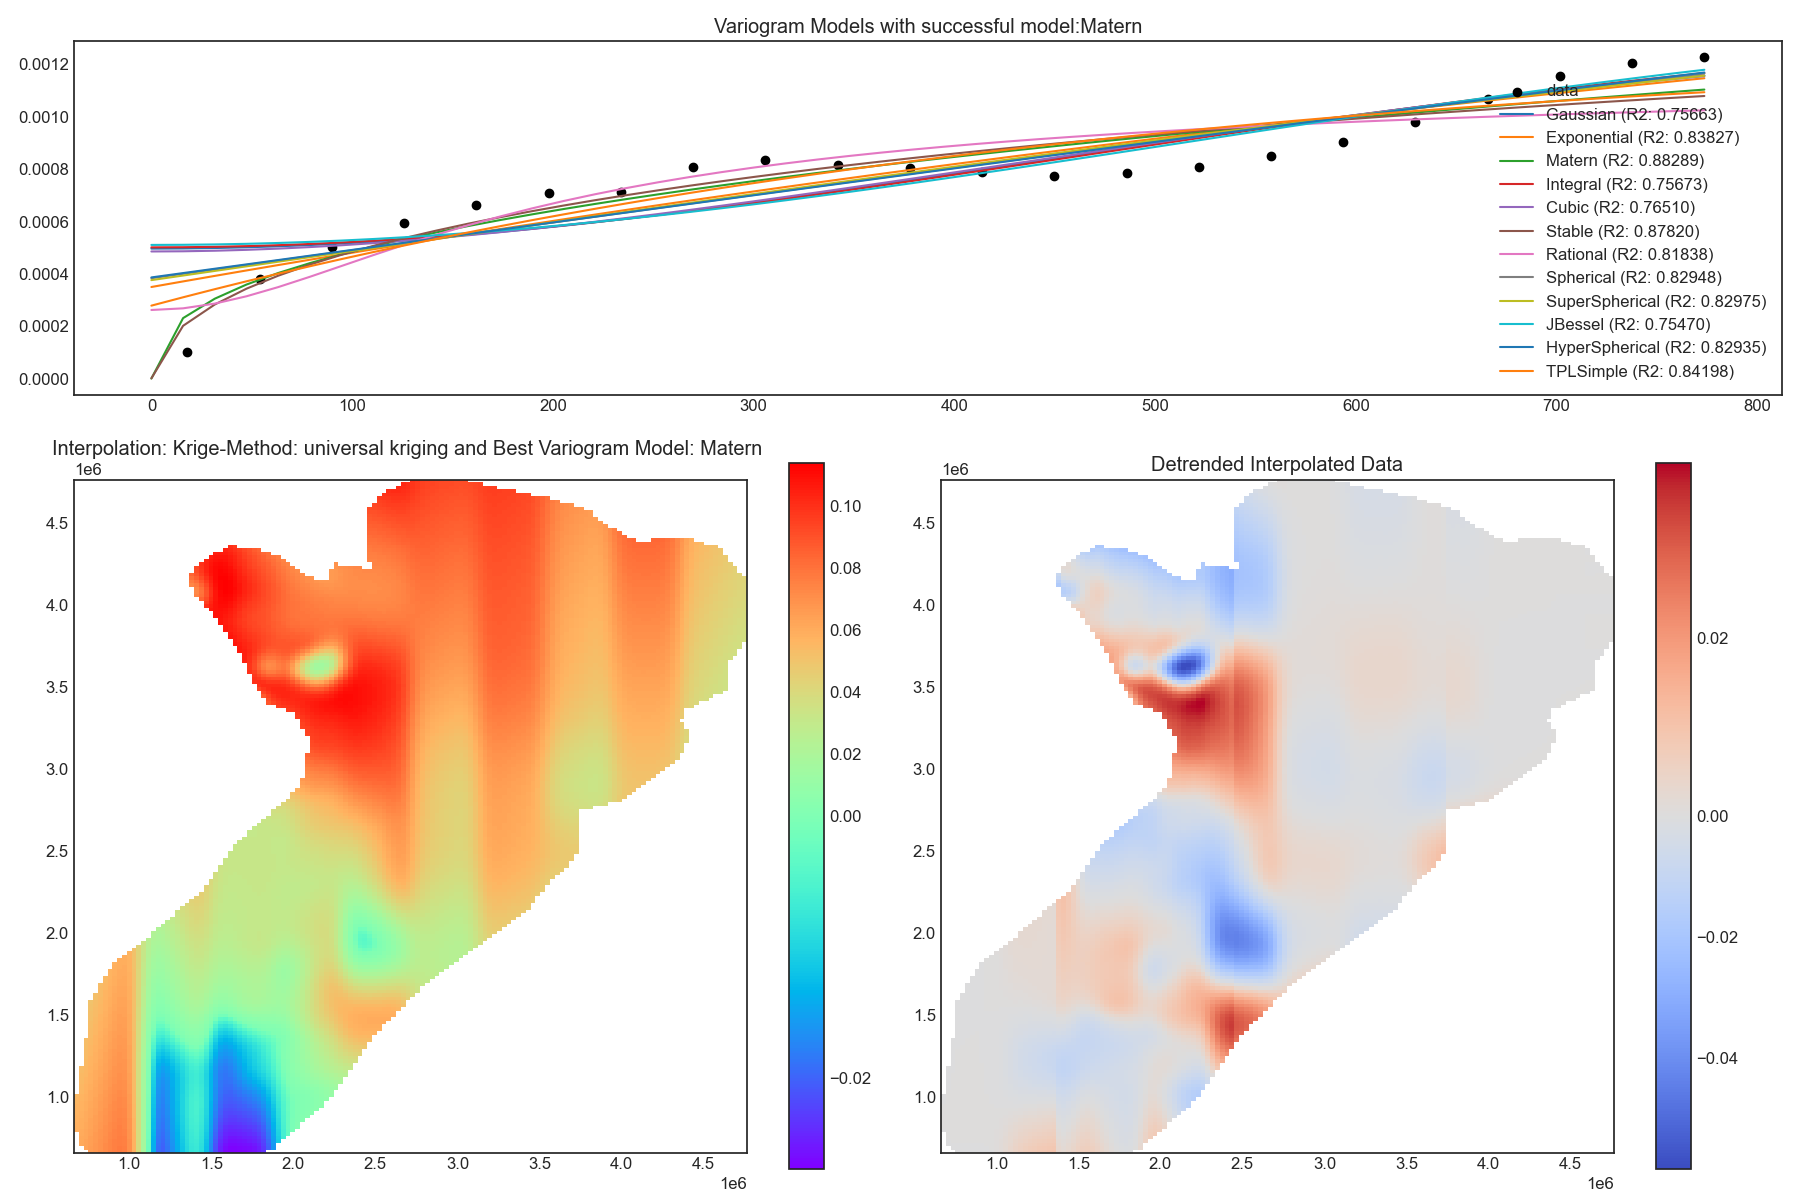 Variogram Models with successful model:Matern
0.0012
0.0010
0.0008
0.0006
0.0004
0.0002
0.0000
data
Gaussian (R2: 0.75663)
Exponential (R2: 0.83827)
Matern (R2: 0.88289)
Integral (R2: 0.75673)
Cubic (R2: 0.76510)
Stable (R2: 0.87820)
Rational (R2: 0.81838)
Spherical (R2: 0.82948)
SuperSpherical (R2: 0.82975)
JBessel (R2: 0.75470)
HyperSpherical (R2: 0.82935)
TPLSimple (R2: 0.84198)
0 100 200 300 400 500 600 700 800
Interpolation: Krige-Method: universal kriging and Best Variogram Model: Matern
1e6
4.5
4.0
3.5
3.0
2.5
2.0
1.5
1.0
1.0 1.5 2.0 2.5 3.0 3.5 4.0 4.5
1e6
0.10
0.08
0.06
0.04
0.02
0.00
−0.02
Detrended Interpolated Data
1e6
4.5
4.0
3.5
3.0
2.5
2.0
1.5
1.0
1.0 1.5 2.0 2.5 3.0 3.5 4.0 4.5
1e6
0.02
0.00
−0.02
−0.04